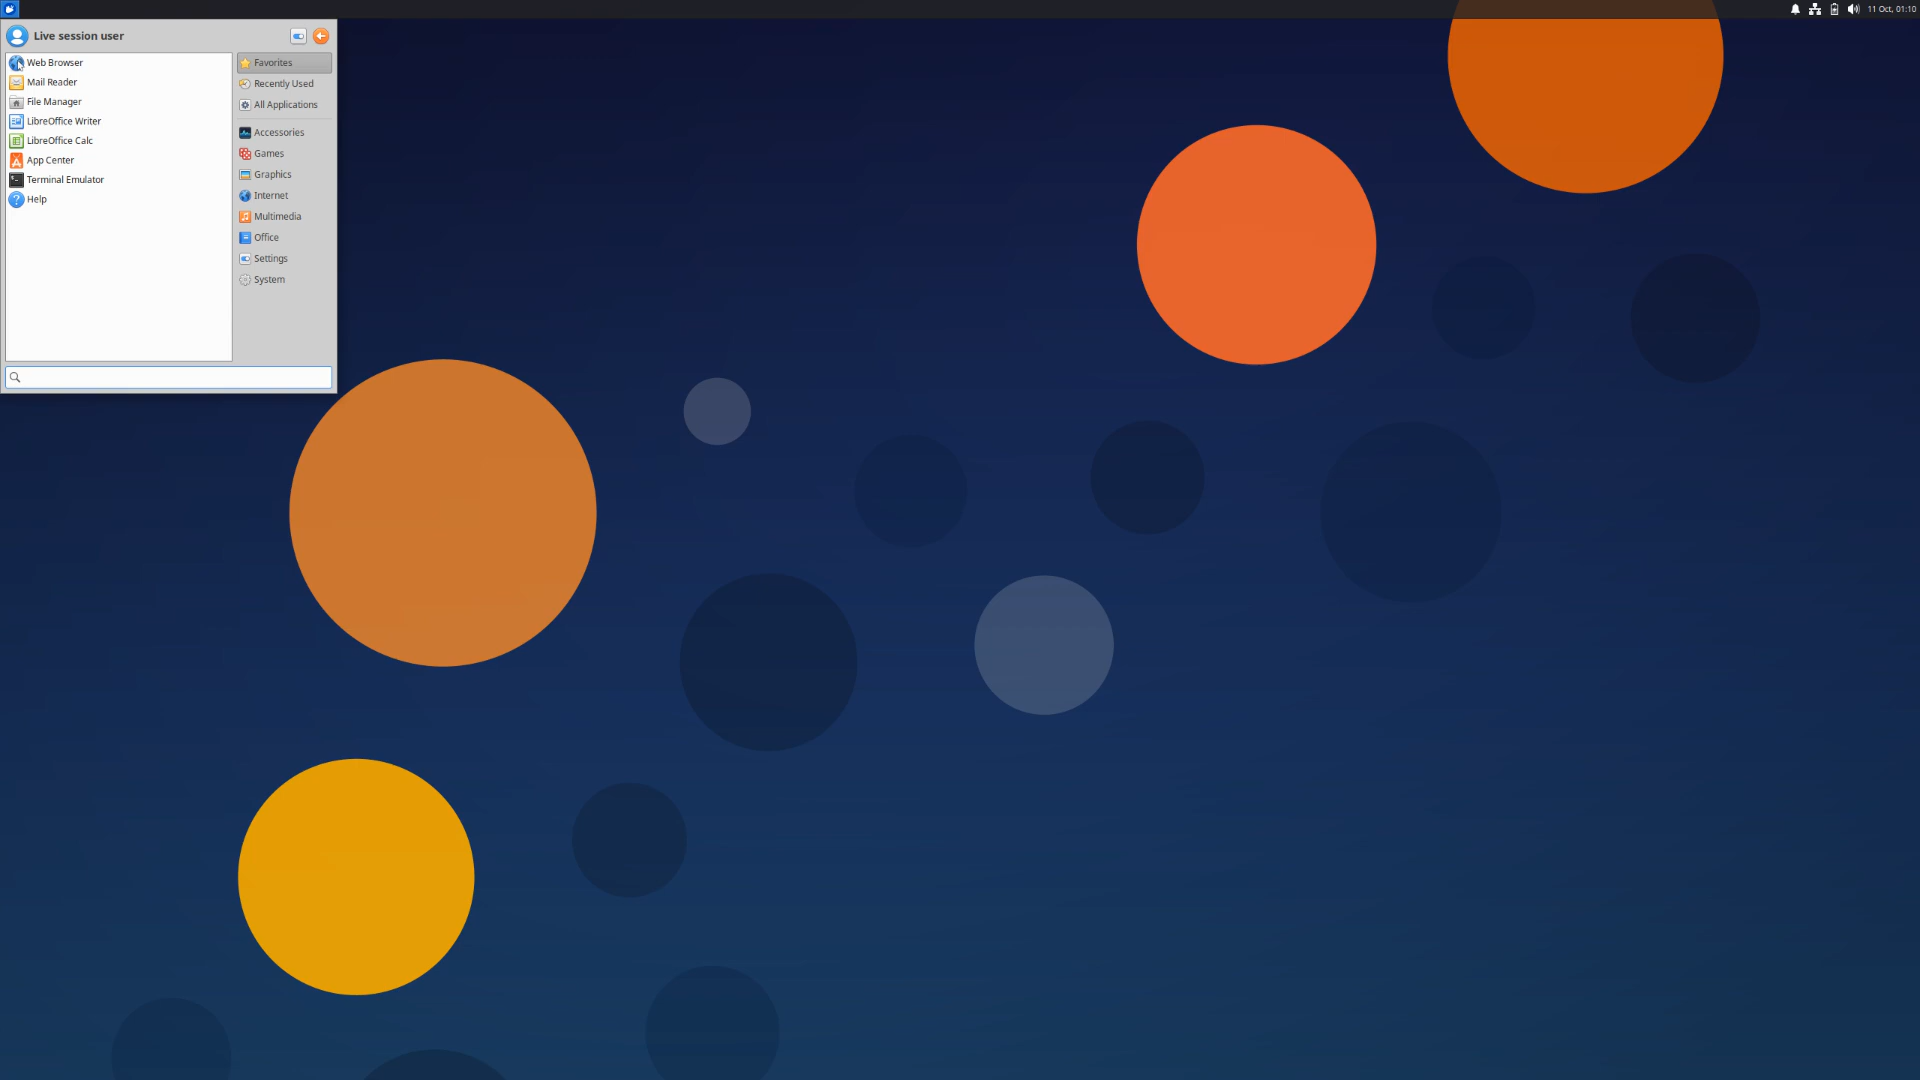 11 Oct, 01:10
Live session user
Web Browser
Mail Reader
File Manager
LibreOffice Writer
LibreOffice Calc
App Center
Terminal Emulator
Help
Favorites
Recently Used
All Applications
Accessories
Games
Graphics
Internet
Multimedia
Office
Settings
System